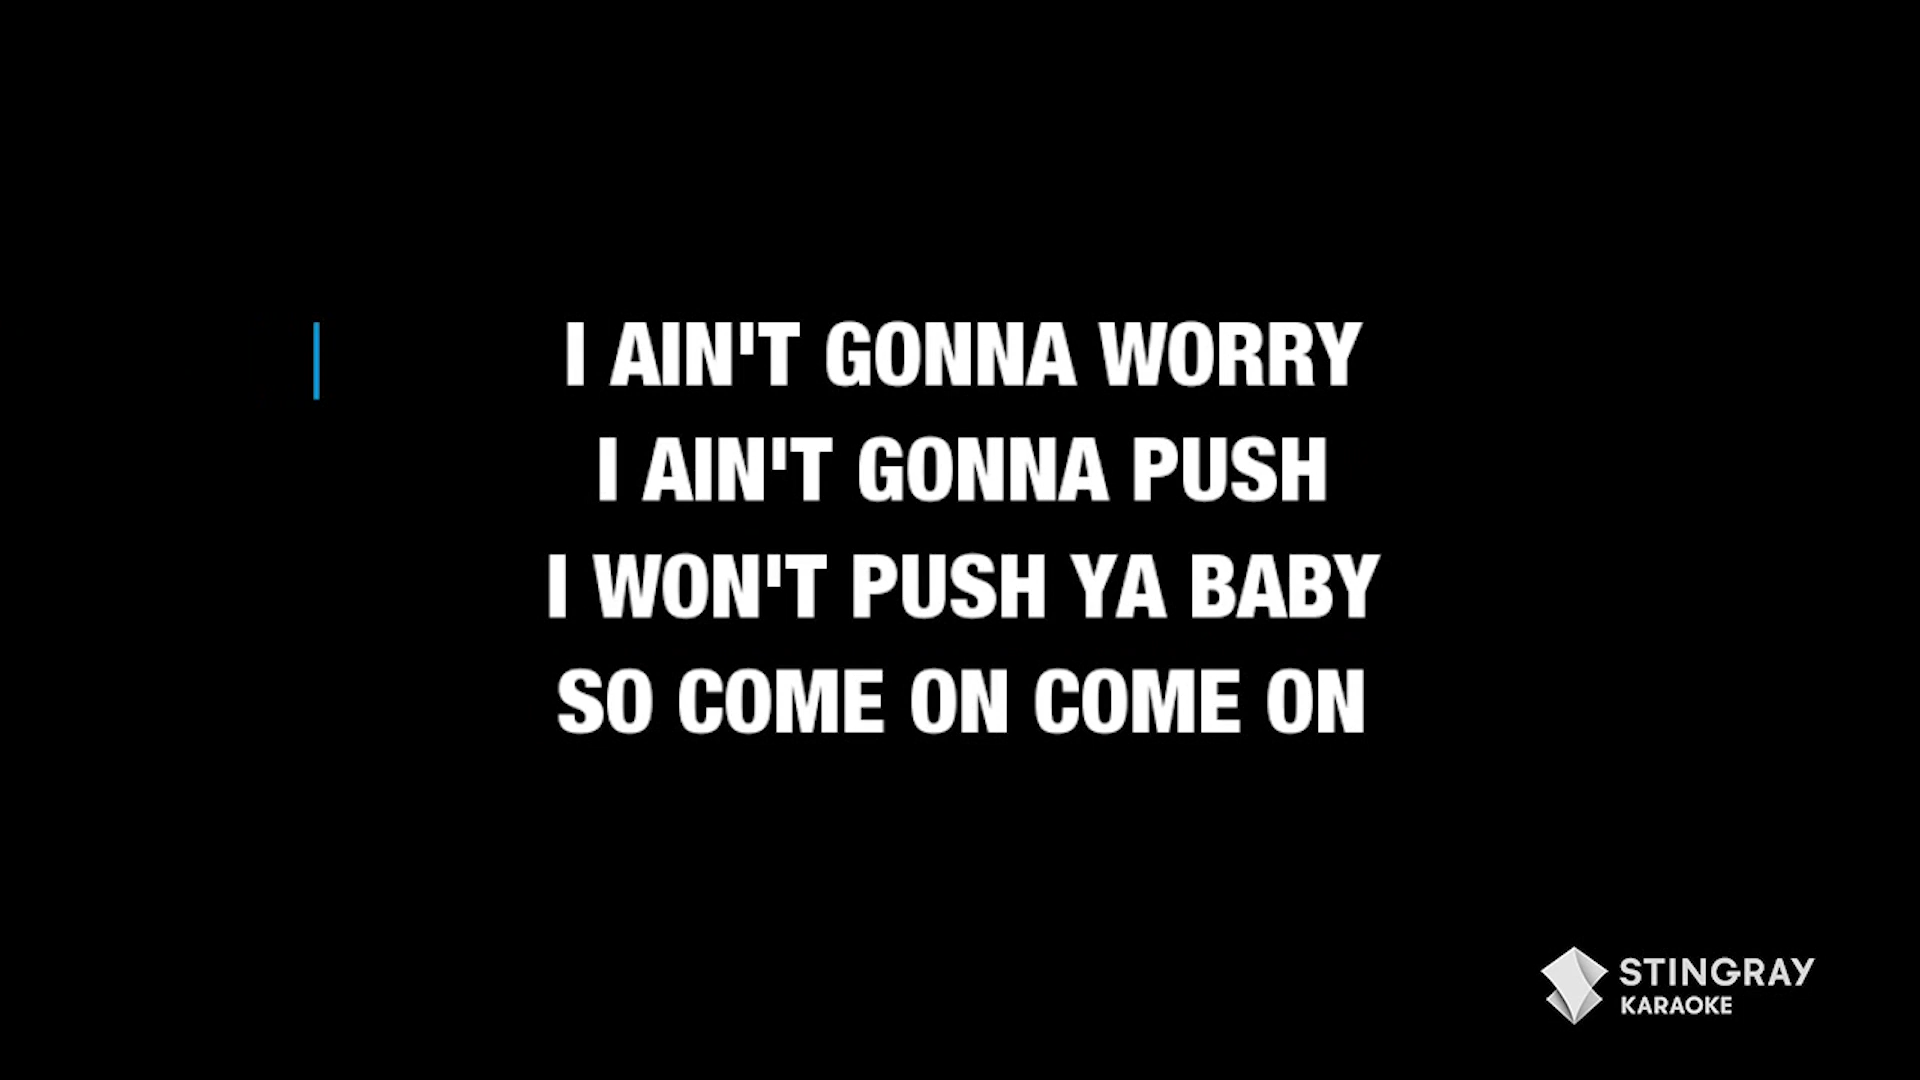 I AIN'T GONNA WORRY
I AIN'T GONNA PUSH
I WON'T PUSH YA BABY
SO COME ON COME ON
STINGRAY
KARAOKE